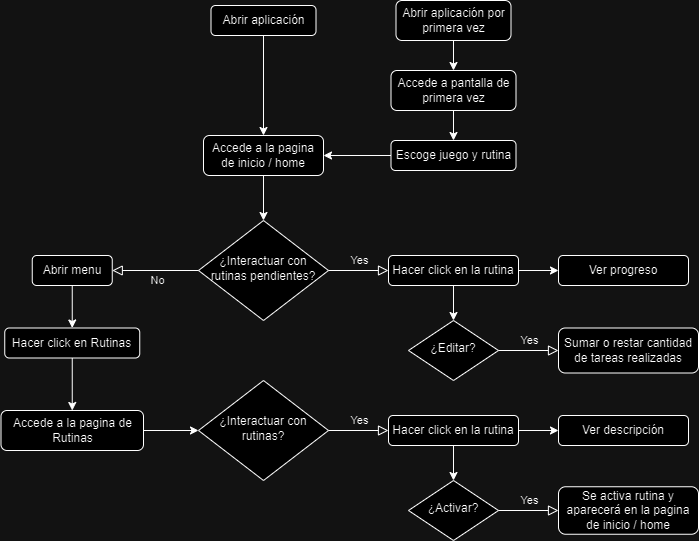 Abrir aplicación
Abrir aplicación por
primera vez
Accede a pantalla de
primera vez
Accede a la pagina
de inicio / home
Escoge juego y rutina
¿Interactuar con
rutinas pendientes?
Yes
No
Abrir menu
Hacer click en la rutina
Ver progreso
Hacer click en Rutinas
¿Editar?
Yes
Sumar o restar cantidad
de tareas realizadas
Accede a la pagina de
Rutinas
¿Interactuar con
rutinas?
Yes
Hacer click en la rutina
Ver descripción
¿Activar?
Yes
Se activa rutina y
aparecerá en la pagina
de inicio / home